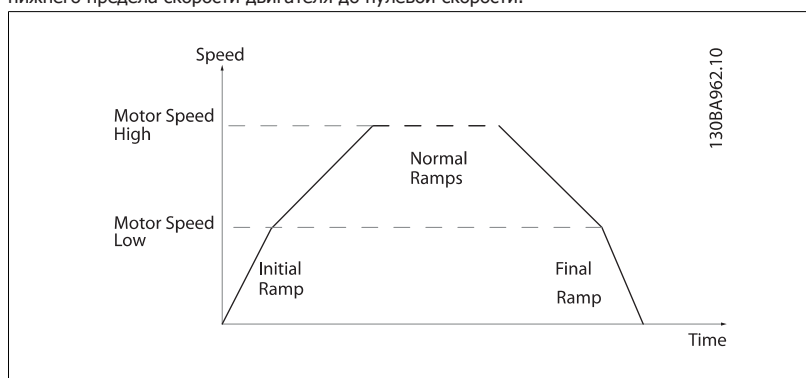 нижнего предела скорости двигателя до нулевой скорости.
Speed
130BA962.10
Motor Speed
High
Normal
Ramps
Motor Speed
Low
Initial
Ramp
Final
Ramp
Time